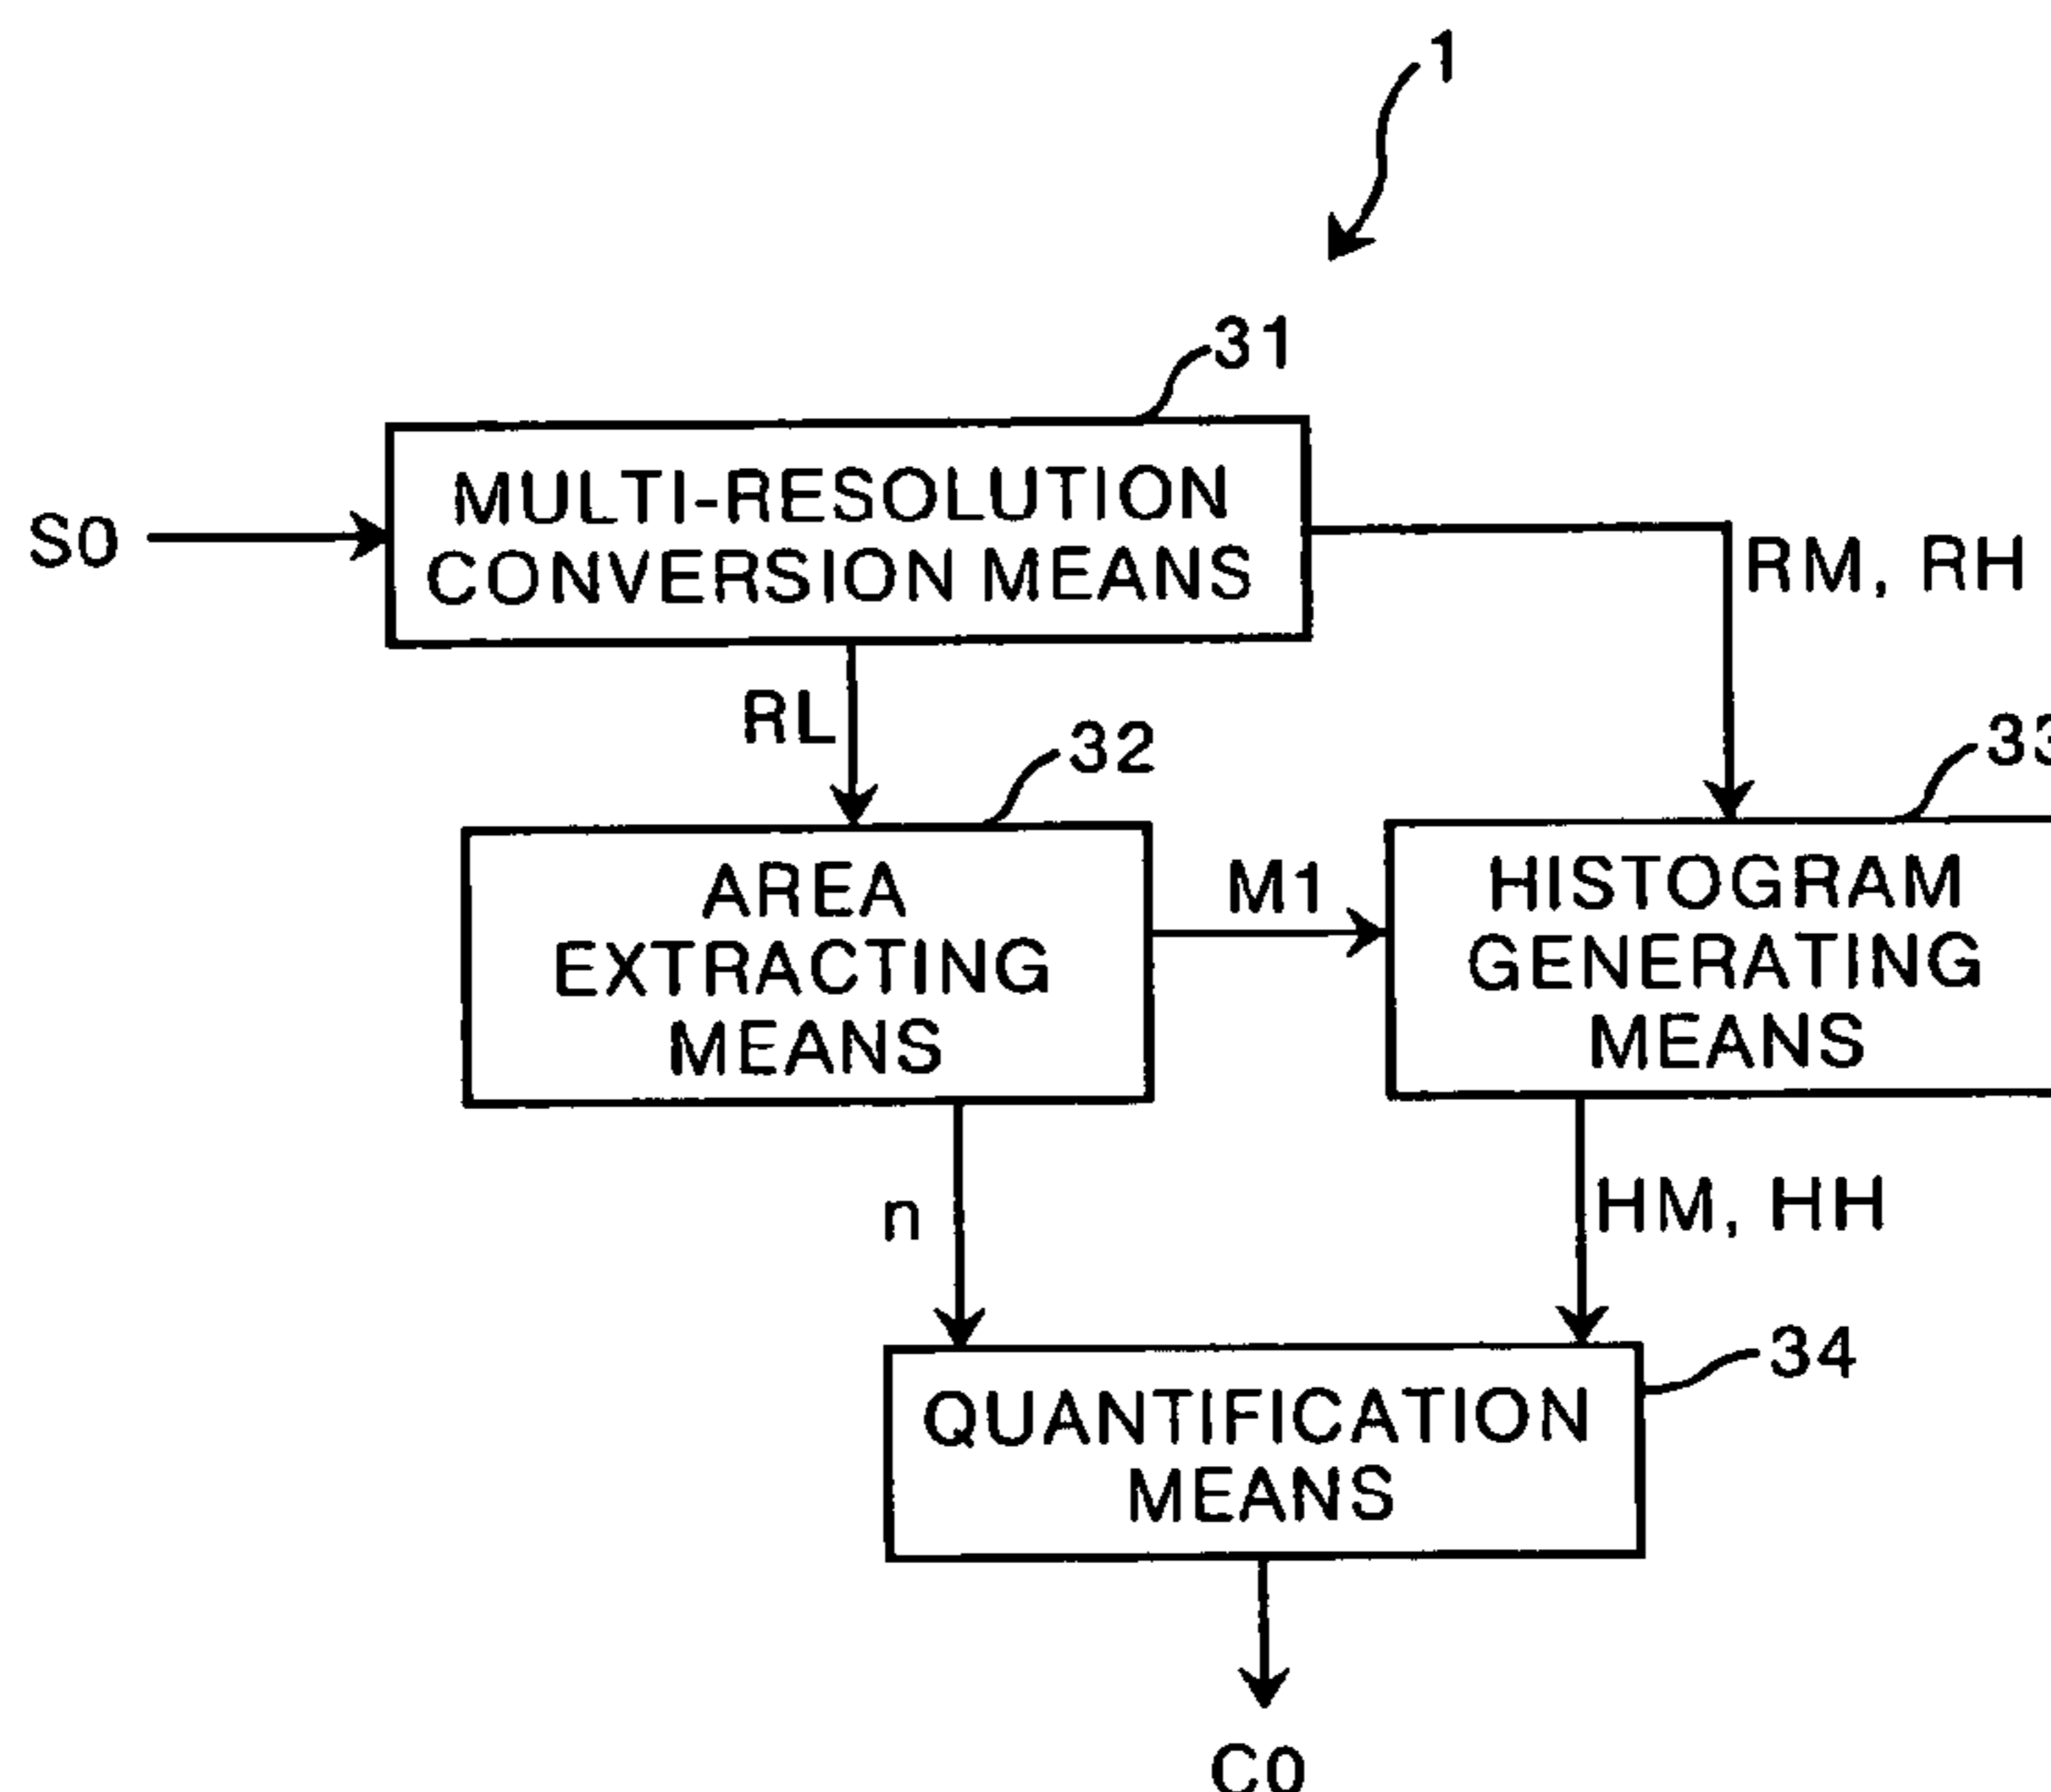 1
31
MULTI-RESOLUTION
CONVERSION MEANS
S0
RM, RH
RL
32
33
AREA
EXTRACTING
MEANS
M1
HISTOGRAM
GENERATING
MEANS
n
HM, HH
34
QUANTIFICATION
MEANS
C0